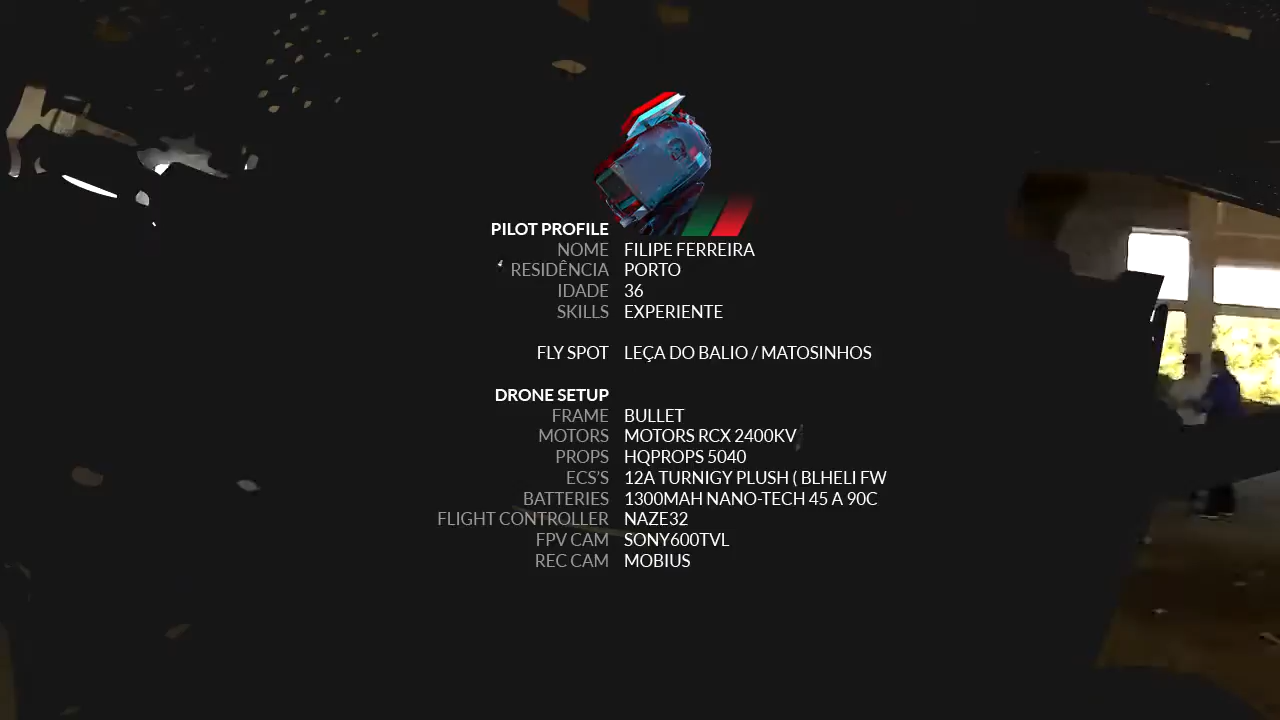 PILOT PROFILE
NOME FILIPE FERREIRA
RESIDÊNCIA PORTO
IDADE 36
SKILLS EXPERIENTE
FLY SPOT LEÇA DO BALIO / MATOSINHOS
DRONE SETUP
FRAME BULLET
MOTORS MOTORS RCX 2400KV
PROPS HQPROPS 5040
ECS'S 12A TURNIGY PLUSH ( BLHELI FW
BATTERIES 1300MAH NANO-TECH 45 A 90C
FLIGHT CONTROLLER NAZE32
FPV CAM SONY600TVL
REC CAM MOBIUS